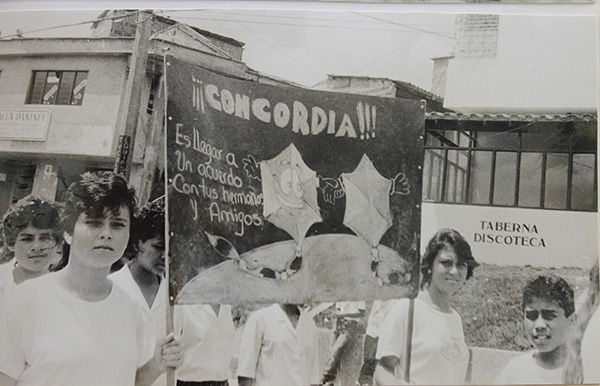 ¡¡¡CONCORDIA!!!
Es llegar a
Un acuerdo
Con tus hermanos
y Amigos.
TABERNA
DISCOTECA